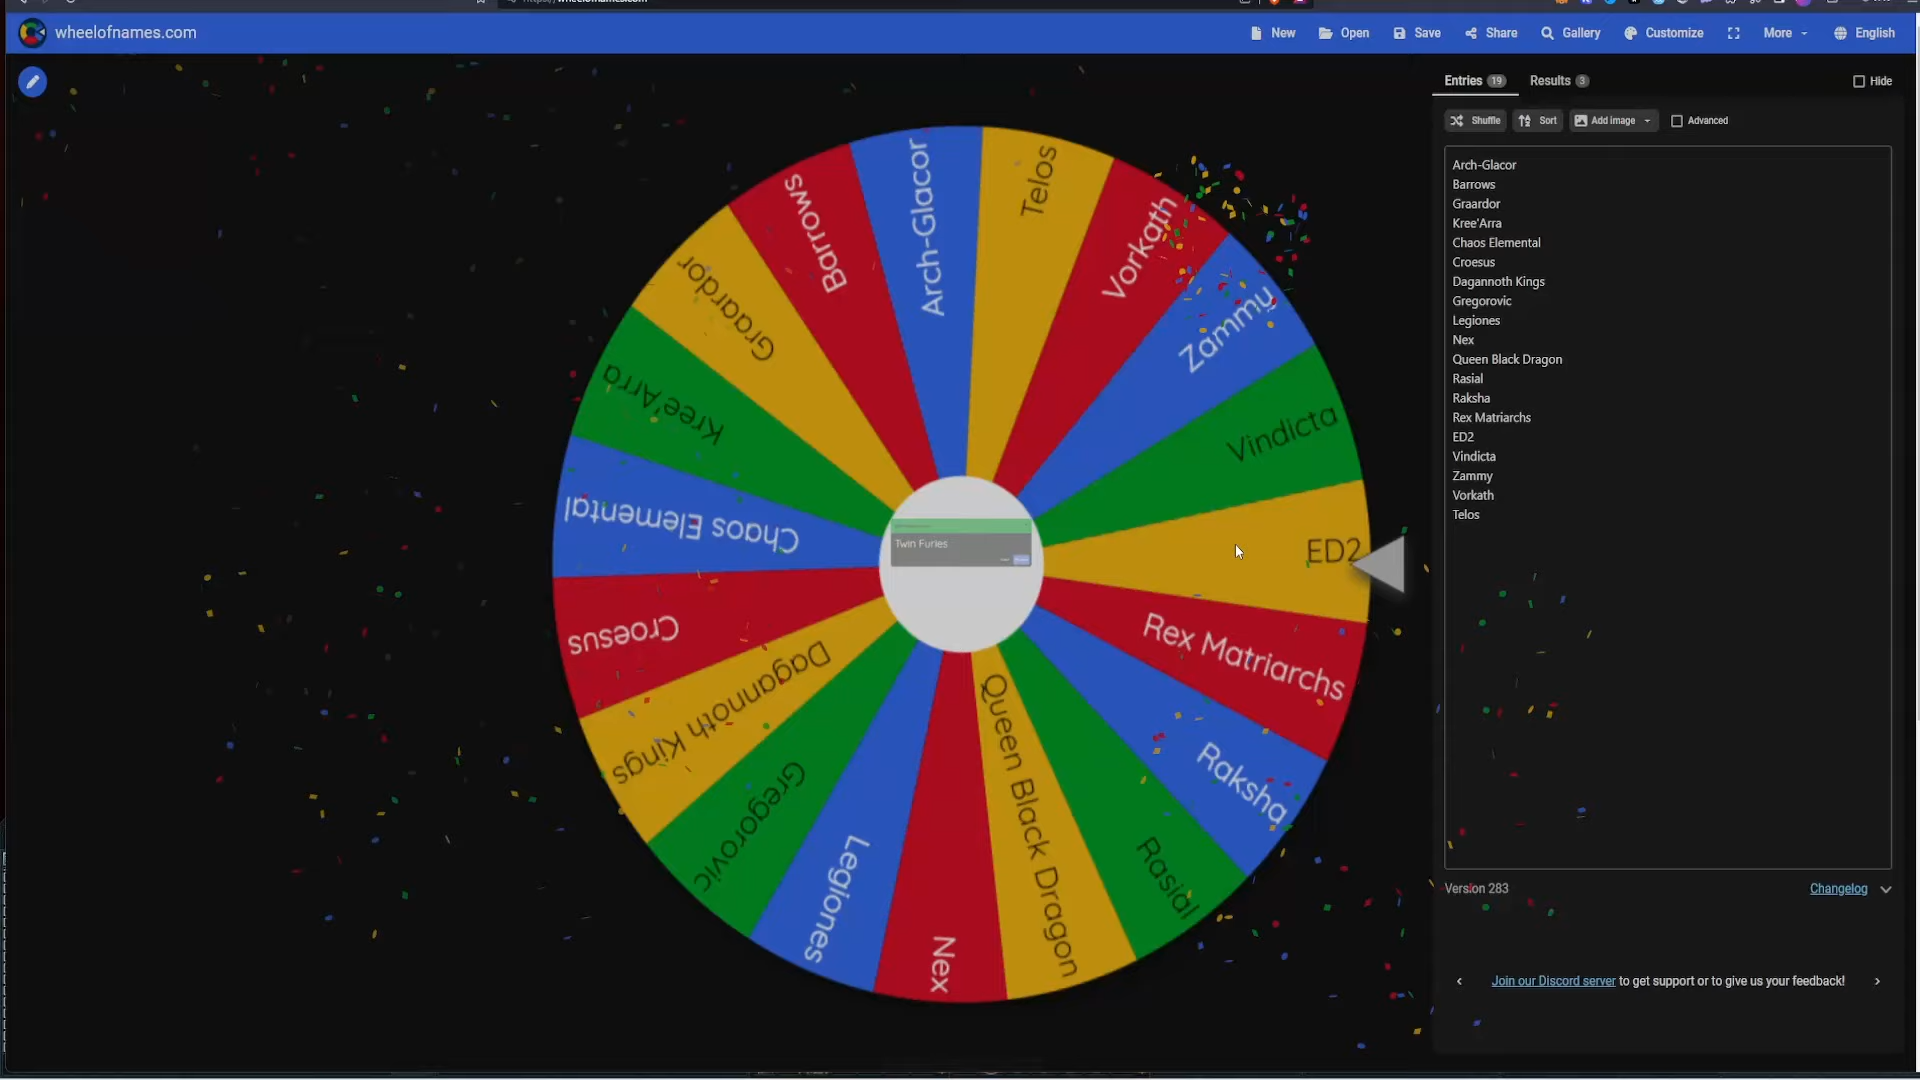 wheelofnames.com
New
Open
Save
Share
Gallery
Customize
More
English
Entries 19
Results 3
Hide
Shuffle
Sort
Add image
Advanced
Arch-Glacor
Barrows
Graardor
Kree'Arra
Chaos Elemental
Croesus
Dagannoth Kings
Gregorovic
Legiones
Nex
Queen Black Dragon
Rasial
Raksha
Rex Matriarchs
ED2
Vindicta
Zammy
Vorkath
Telos
Version 283
Changelog
Join our Discord server to get support or to give us your feedback!
Arch-Glacor
Telos
Vorkath
Zammy
Vindicta
ED2
Rex Matriarchs
Raksha
Rasial
Queen Black Dragon
Nex
Legiones
Gregorovic
Dagannoth Kings
Croesus
Chaos Elemental
Kree'Arra
Graardor
Barrows
Twin Furies